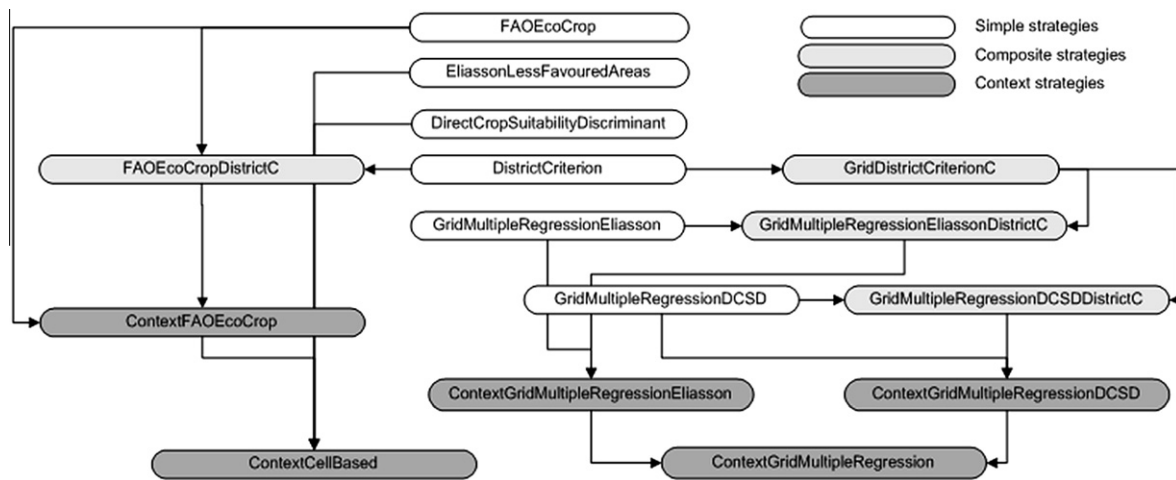 FAOEcoCrop
Simple strategies
Composite strategies
EliassonLessFavouredAreas
Context strategies
DirectCropSuitabilityDiscriminant
FAOEcoCropDistrictC
DistrictCriterion
GridDistrictCriterionC
GridMultipleRegressionEliasson
GridMultipleRegressionEliassonDistrictC
GridMultipleRegressionDCSD
GridMultipleRegressionDCSDDistrictC
ContextFAOEcoCrop
ContextGridMultipleRegressionEliasson
ContextGridMultipleRegressionDCSD
ContextCellBased
ContextGridMultipleRegression